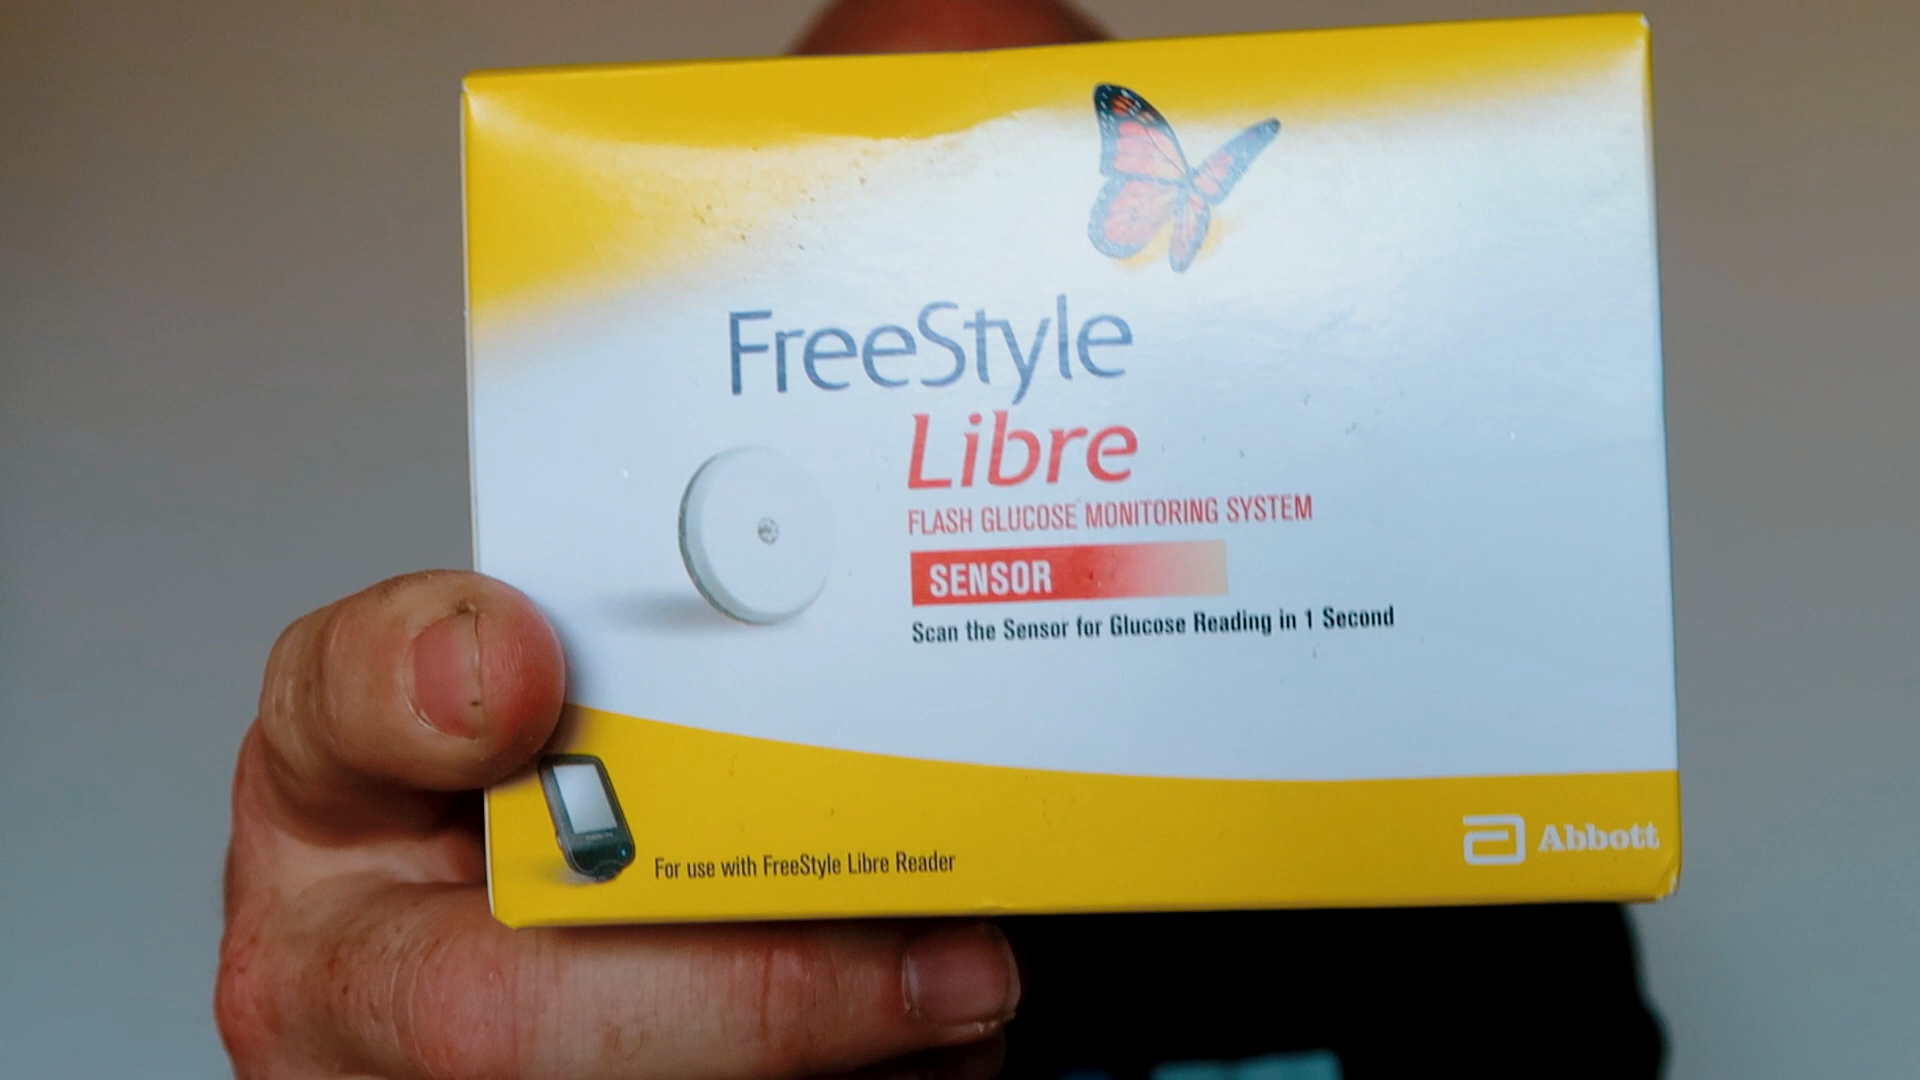 FreeStyle
Libre
FLASH GLUCOSE MONITORING SYSTEM
SENSOR
Scan the Sensor for Glucose Reading in 1 Second
For use with FreeStyle Libre Reader
Abbott